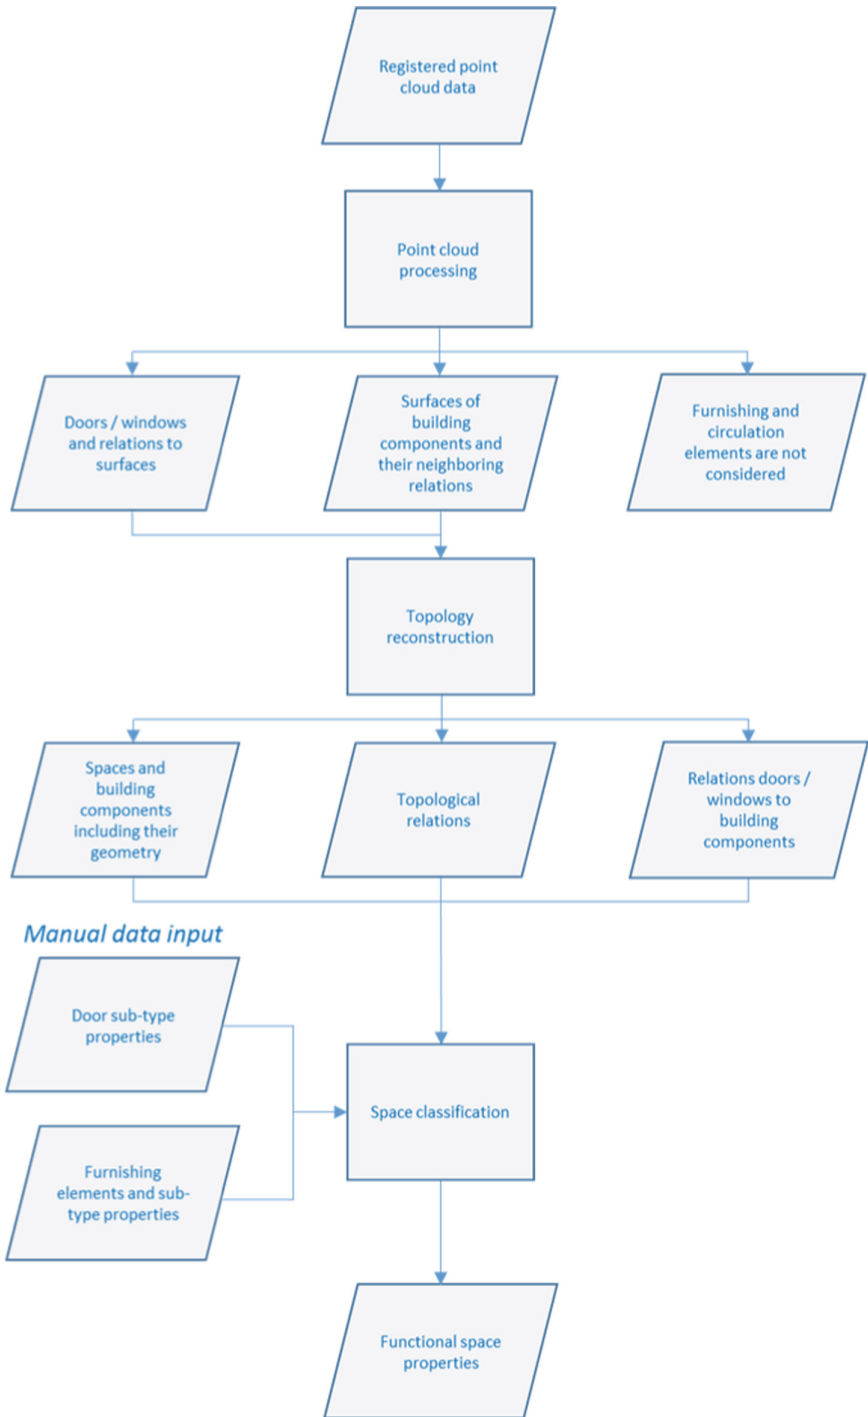 Registered point
cloud data
Point cloud
processing
Doors / windows
and relations to
surfaces
Surfaces of
building
components and
their neighboring
relations
Furnishing and
circulation
elements are not
considered
Topology
reconstruction
Spaces and
building
components
including their
geometry
Topological
relations
Relations doors /
windows to
building
components
Manual data input
Door sub-type
properties
Space classification
Furnishing
elements and sub-
type properties
Functional space
properties